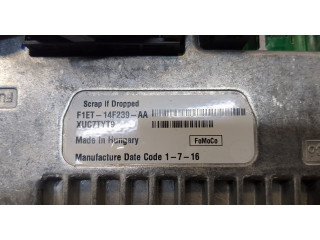 Scrap if Dropped
F1ET-14F239-AA
XUC7TYT9
Made in Hungary
FoMoCo
Manufacture Date Code 1-7-16